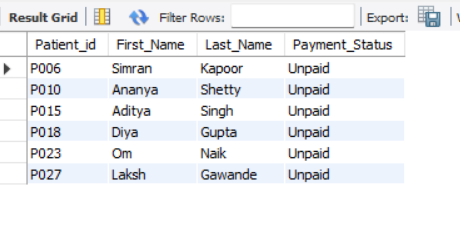 Result Grid Filter Rows: Export:
Patient_id First_Name Last_Name Payment_Status
P006 Simran Kapoor Unpaid
P010 Ananya Shetty Unpaid
P015 Aditya Singh Unpaid
P018 Diya Gupta Unpaid
P023 Om Naik Unpaid
P027 Laksh Gawande Unpaid